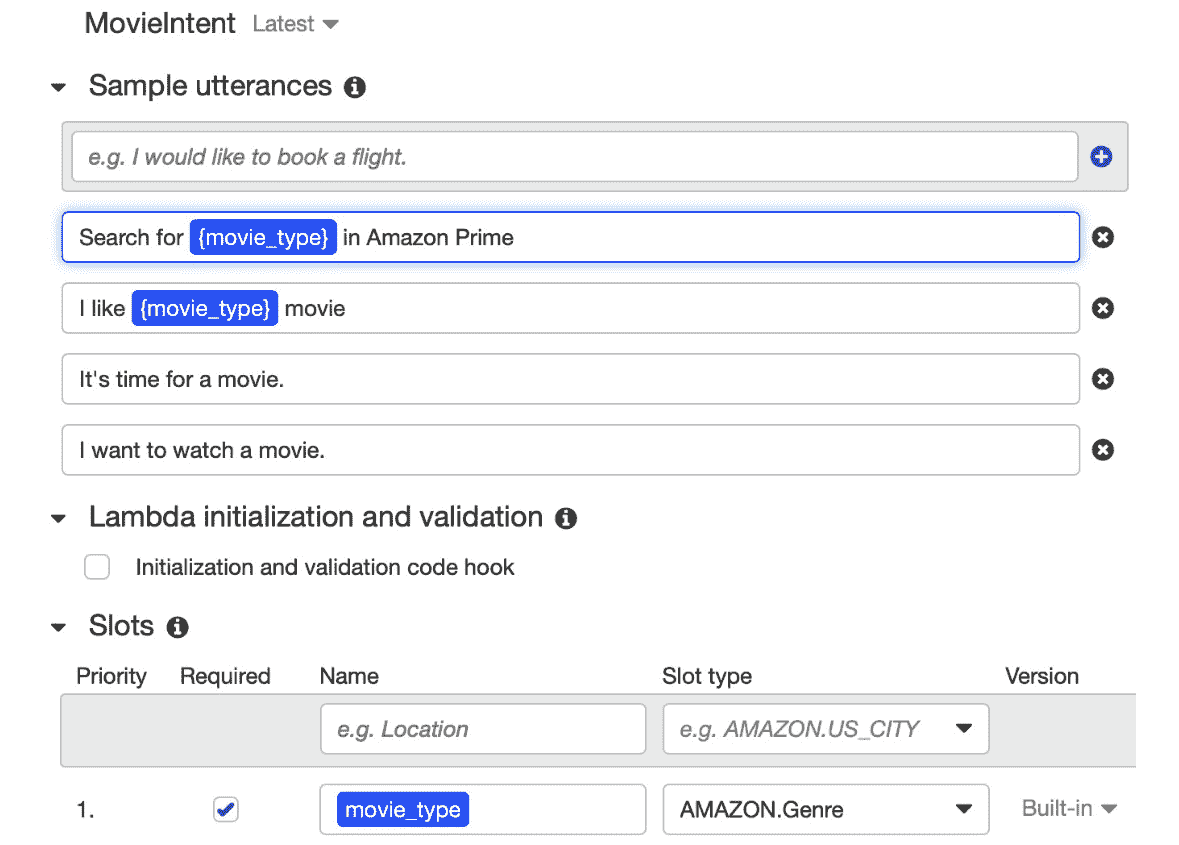 MovieIntent Latest
Sample utterances
e.g. I would like to book a flight.
Search for {movie_type} in Amazon Prime
I like {movie_type} movie
It's time for a movie.
I want to watch a movie.
Lambda initialization and validation
Initialization and validation code hook
Slots
Priority Required Name Slot type Version
e.g. Location e.g. AMAZON.US_CITY
1. movie_type AMAZON.Genre Built-in